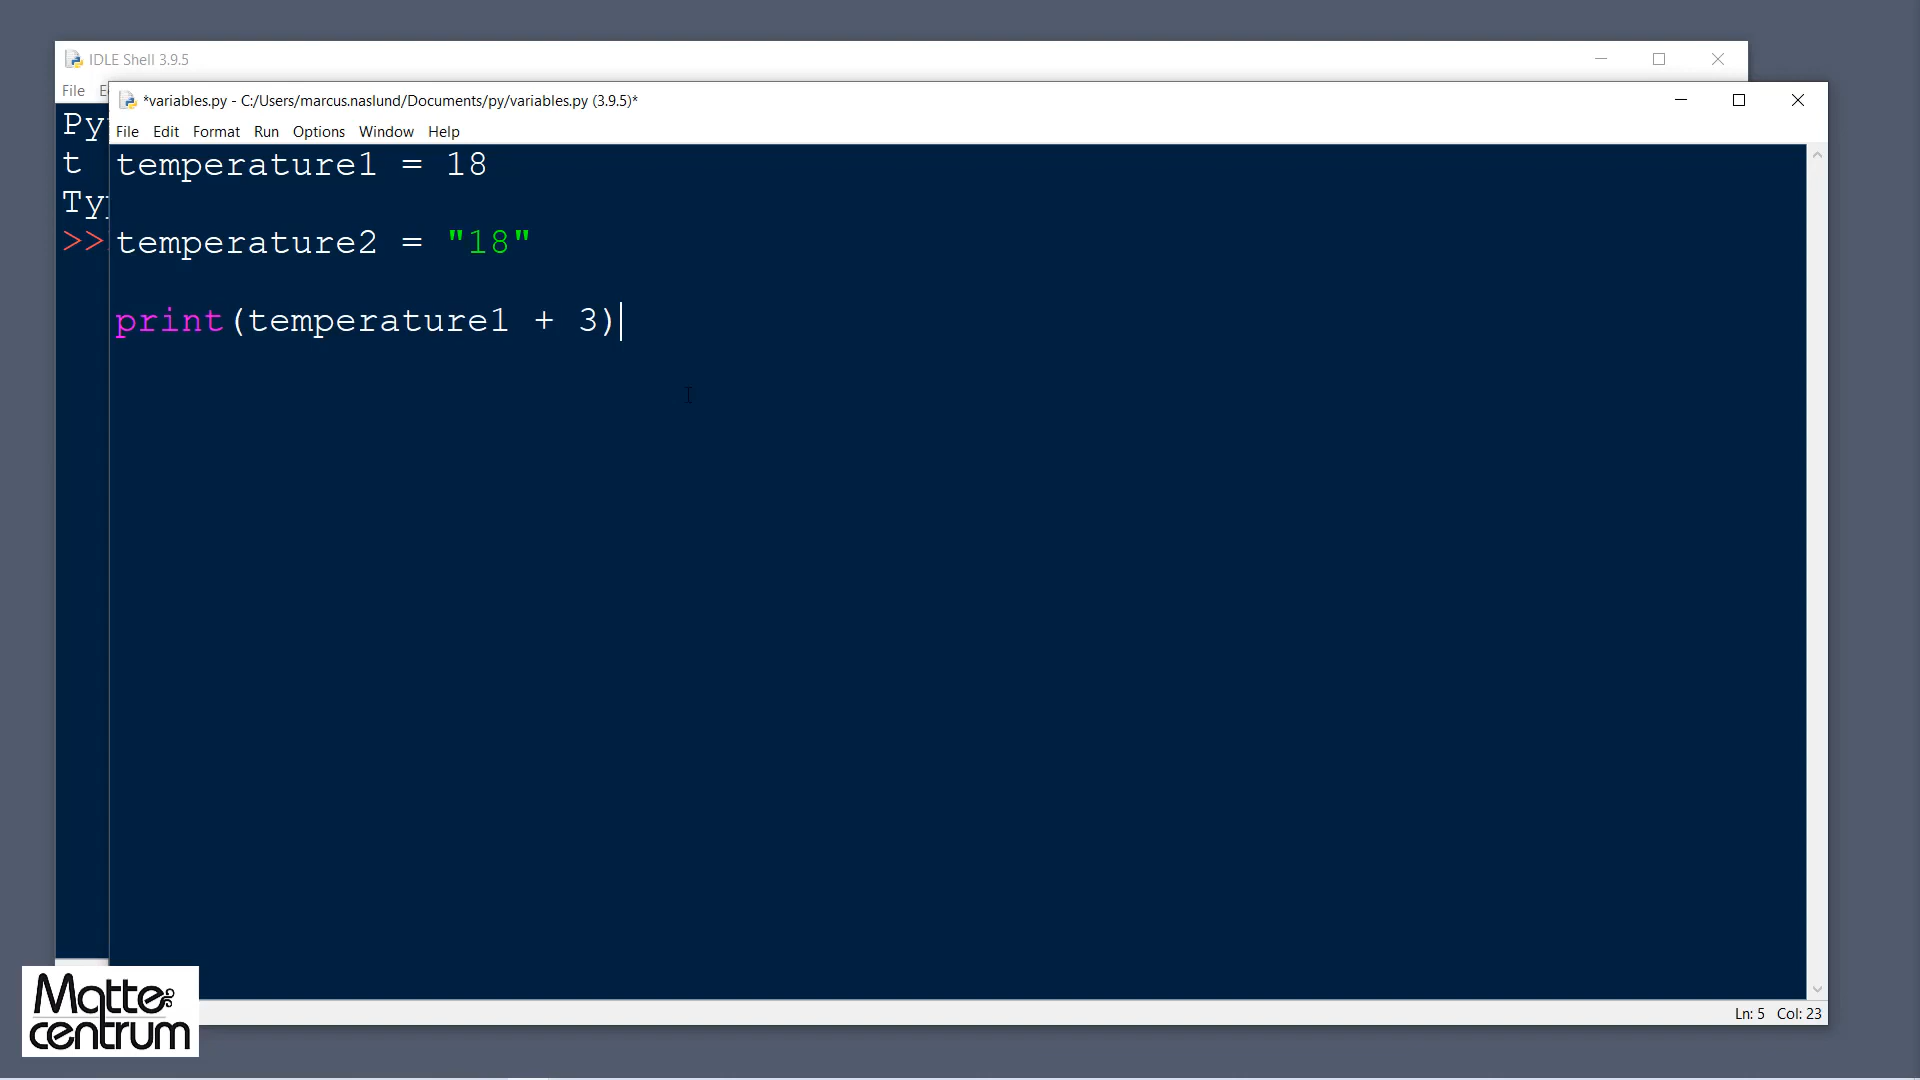 IDLE Shell 3.9.5
File
*variables.py - C:/Users/marcus.naslund/Documents/py/variables.py (3.9.5)*
File Edit Format Run Options Window Help
Py
t
Typ
>>
temperature1 = 18
temperature2 = "18"
print(temperature1 + 3)
Matte
centrum
Ln: 5 Col: 23